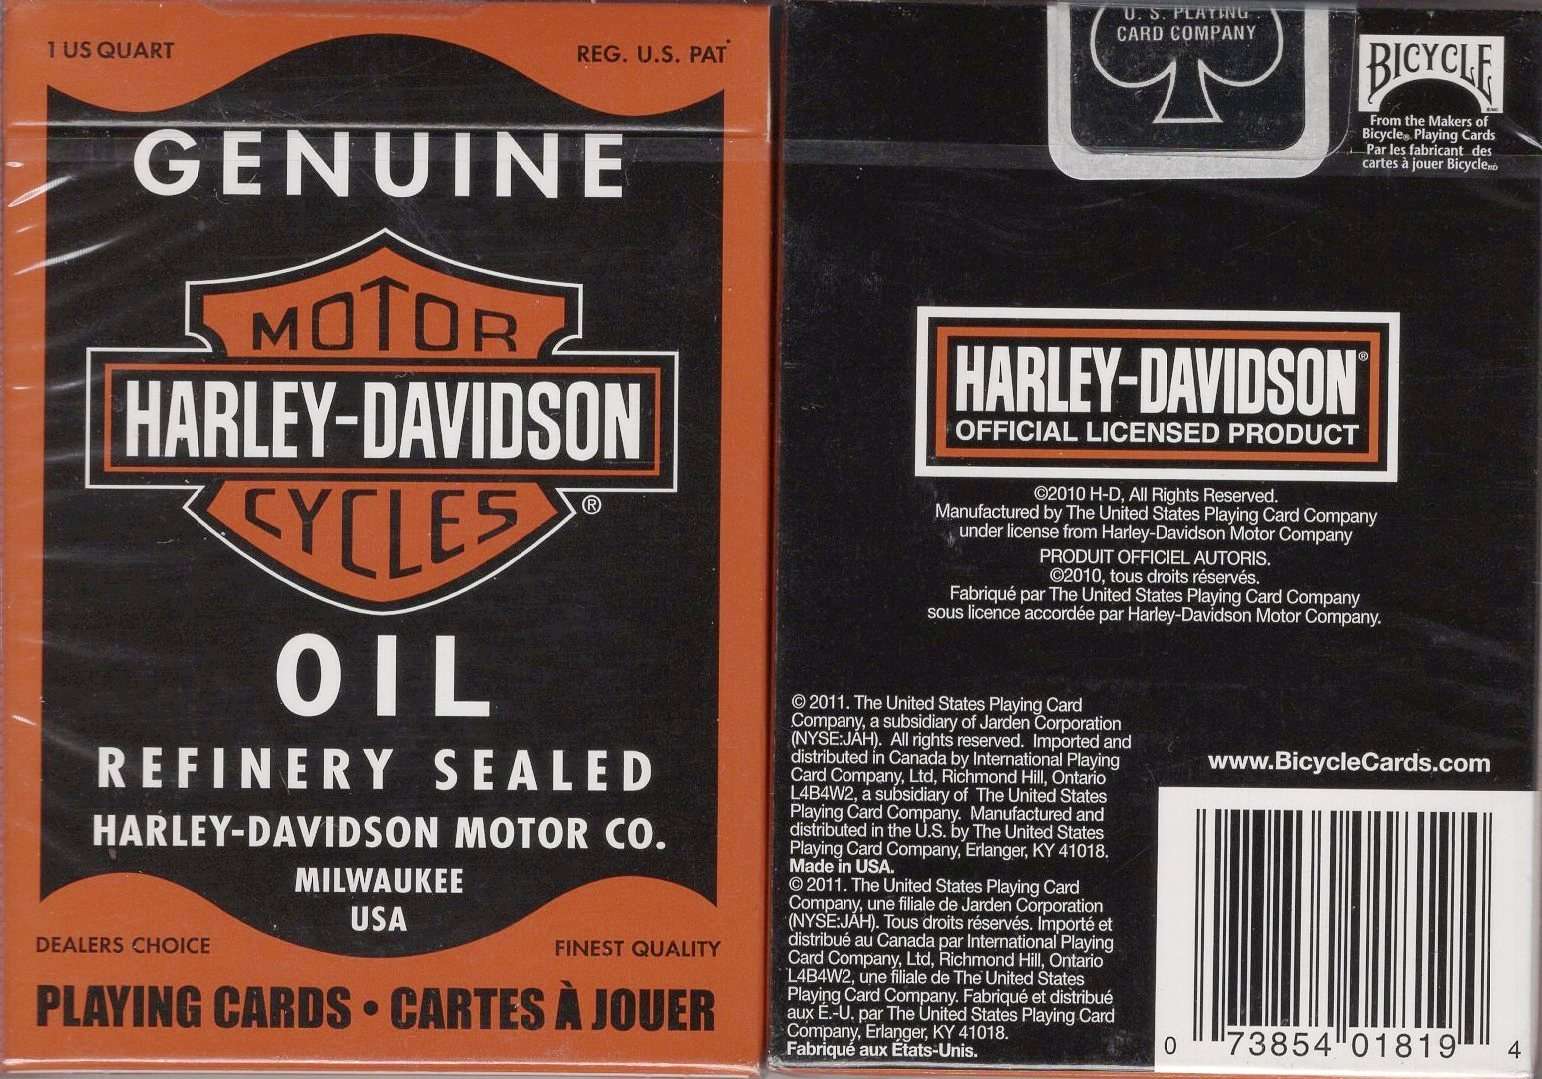 1 US QUART
REG. U.S. PAT
GENUINE
MOTOR
HARLEY-DAVIDSON
CYCLES ®
OIL
REFINERY SEALED
HARLEY-DAVIDSON MOTOR CO.
MILWAUKEE
USA
DEALERS CHOICE
FINEST QUALITY
PLAYING CARDS • CARTES À JOUER
U. S. PLAYING
CARD COMPANY
BICYCLE
From the Makers of
Bicycle® Playing Cards
Par les fabricant des
cartes à jouer Bicycle MD
HARLEY-DAVIDSON®
OFFICIAL LICENSED PRODUCT
©2010 H-D, All Rights Reserved.
Manufactured by The United States Playing Card Company
under license from Harley-Davidson Motor Company
PRODUIT OFFICIEL AUTORIS.
©2010, tous droits réservés.
Fabriqué par The United States Playing Card Company
sous licence accordée par Harley-Davidson Motor Company.
© 2011. The United States Playing Card
Company, a subsidiary of Jarden Corporation
(NYSE:JAH). All rights reserved. Imported and
distributed in Canada by International Playing
Card Company, Ltd, Richmond Hill, Ontario
L4B4W2, a subsidiary of The United States
Playing Card Company. Manufactured and
distributed in the U.S. by The United States
Playing Card Company, Erlanger, KY 41018.
Made in USA.
© 2011. The United States Playing Card
Company, une filiale de Jarden Corporation
(NYSE:JAH). Tous droits réservés. Importé et
distribué au Canada par International Playing
Card Company, Ltd, Richmond Hill, Ontario
L4B4W2, une filiale de The United States
Playing Card Company. Fabriqué et distribué
aux É.-U. par The United States Playing Card
Company, Erlanger, KY 41018.
Fabriqué aux États-Unis.
www.BicycleCards.com
0 73854 01819 4